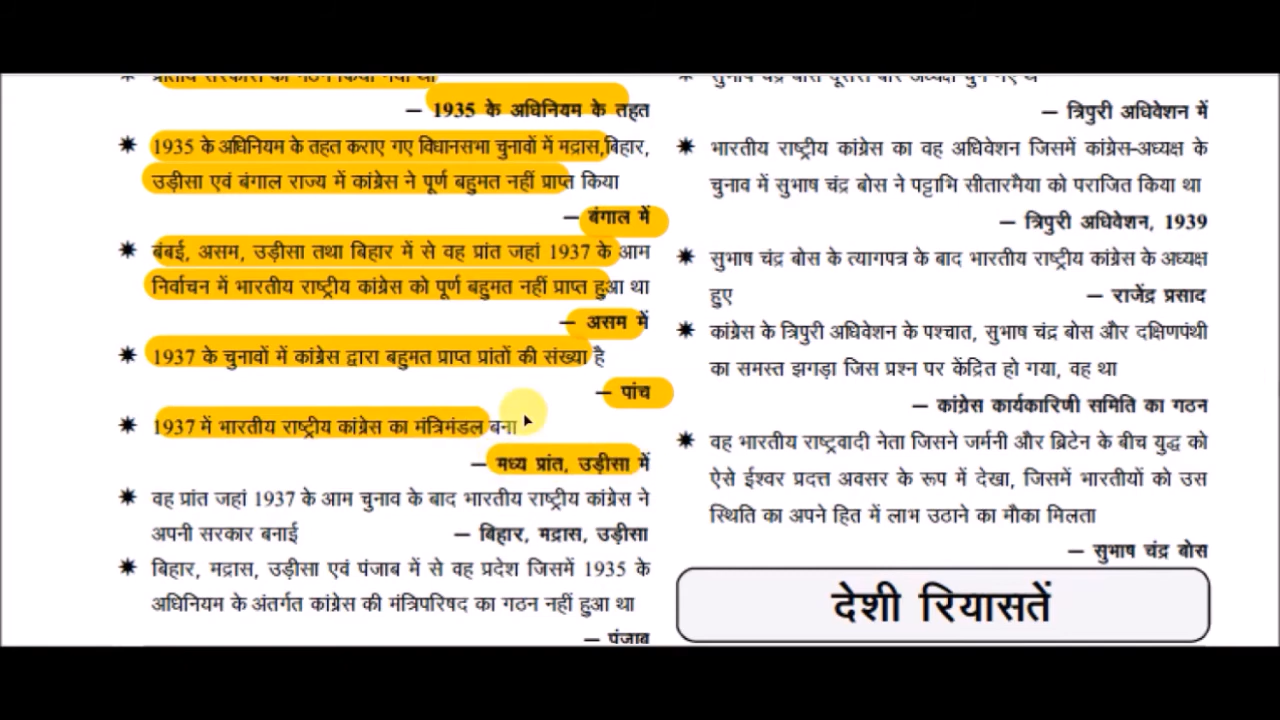 — 1935 के अधिनियम के तहत
✷ 1935 के अधिनियम के तहत कराए गए विधानसभा चुनावों में मद्रास,बिहार,
उड़ीसा एवं बंगाल राज्य में कांग्रेस ने पूर्ण बहुमत नहीं प्राप्त किया
— बंगाल में
✷ बंबई, असम, उड़ीसा तथा बिहार में से वह प्रांत जहां 1937 के आम
निर्वाचन में भारतीय राष्ट्रीय कांग्रेस को पूर्ण बहुमत नहीं प्राप्त हुआ था
— असम में
✷ 1937 के चुनावों में कांग्रेस द्वारा बहुमत प्राप्त प्रांतों की संख्या है
— पांच
✷ 1937 में भारतीय राष्ट्रीय कांग्रेस का मंत्रिमंडल बना
— मध्य प्रांत, उड़ीसा में
✷ वह प्रांत जहां 1937 के आम चुनाव के बाद भारतीय राष्ट्रीय कांग्रेस ने
अपनी सरकार बनाई — बिहार, मद्रास, उड़ीसा
✷ बिहार, मद्रास, उड़ीसा एवं पंजाब में से वह प्रदेश जिसमें 1935 के
अधिनियम के अंतर्गत कांग्रेस की मंत्रिपरिषद का गठन नहीं हुआ था
— पंजाब
✷ सुभाष चंद्र बोस दूसरी बार अध्यक्ष चुने गए थे
— त्रिपुरी अधिवेशन में
✷ भारतीय राष्ट्रीय कांग्रेस का वह अधिवेशन जिसमें कांग्रेस-अध्यक्ष के
चुनाव में सुभाष चंद्र बोस ने पट्टाभि सीतारमैया को पराजित किया था
— त्रिपुरी अधिवेशन, 1939
✷ सुभाष चंद्र बोस के त्यागपत्र के बाद भारतीय राष्ट्रीय कांग्रेस के अध्यक्ष
हुए — राजेंद्र प्रसाद
✷ कांग्रेस के त्रिपुरी अधिवेशन के पश्चात, सुभाष चंद्र बोस और दक्षिणपंथी
का समस्त झगड़ा जिस प्रश्न पर केंद्रित हो गया, वह था
— कांग्रेस कार्यकारिणी समिति का गठन
✷ वह भारतीय राष्ट्रवादी नेता जिसने जर्मनी और ब्रिटेन के बीच युद्ध को
ऐसे ईश्वर प्रदत्त अवसर के रूप में देखा, जिसमें भारतीयों को उस
स्थिति का अपने हित में लाभ उठाने का मौका मिलता
— सुभाष चंद्र बोस
देशी रियासतें